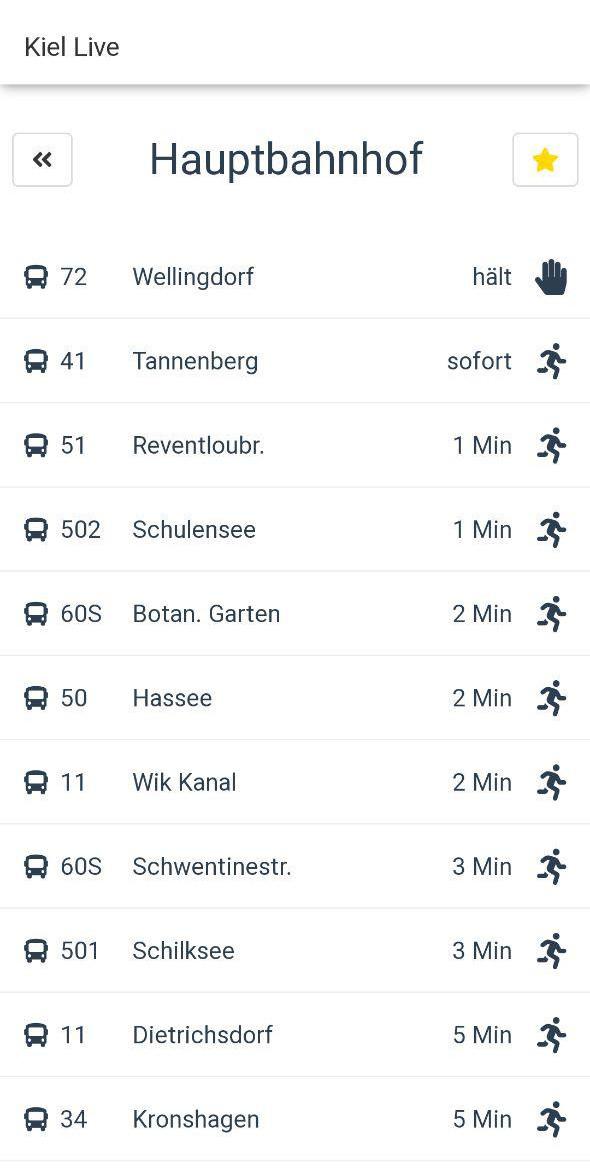 Kiel Live
Hauptbahnhof
72 Wellingdorf hält
41 Tannenberg sofort
51 Reventloubr. 1 Min
502 Schulensee 1 Min
60S Botan. Garten 2 Min
50 Hassee 2 Min
11 Wik Kanal 2 Min
60S Schwentinestr. 3 Min
501 Schilksee 3 Min
11 Dietrichsdorf 5 Min
34 Kronshagen 5 Min